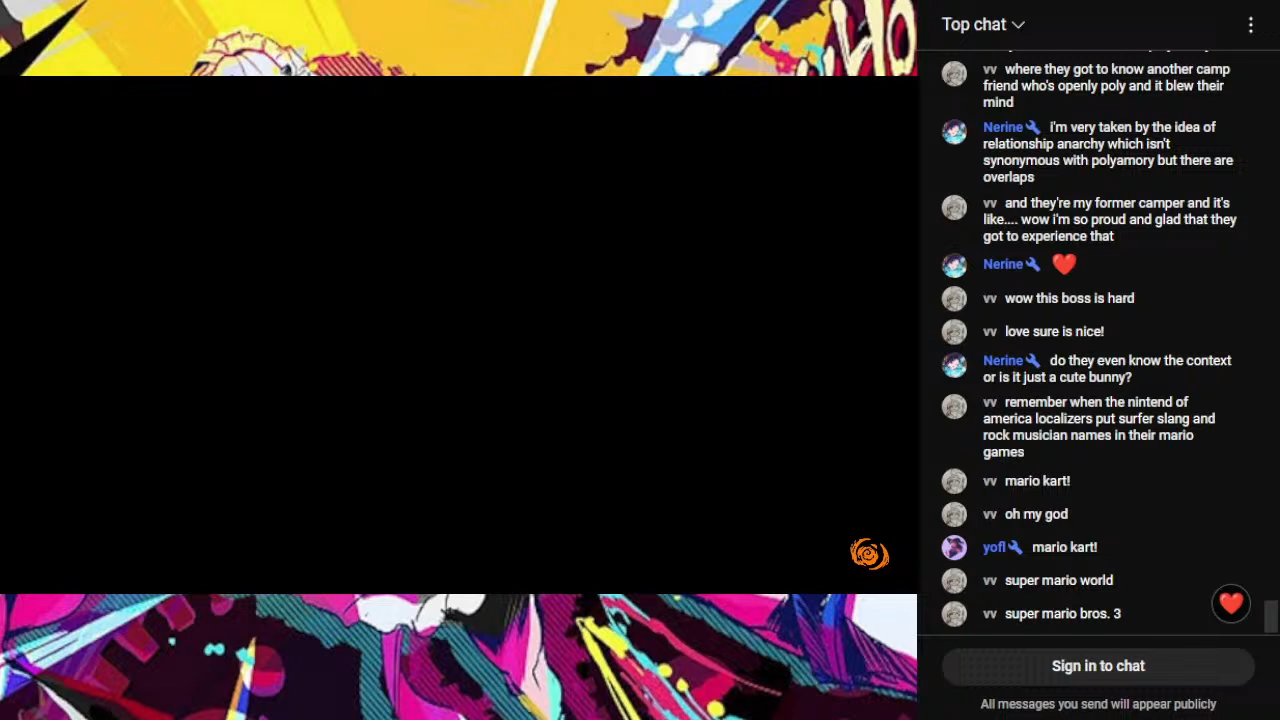 Top chat
vv where they got to know another camp
friend who's openly poly and it blew their
mind
Nerine i'm very taken by the idea of
relationship anarchy which isn't
synonymous with polyamory but there are
overlaps
vv and they're my former camper and it's
like.... wow i'm so proud and glad that they
got to experience that
Nerine ❤️
vv wow this boss is hard
vv love sure is nice!
Nerine do they even know the context
or is it just a cute bunny?
vv remember when the nintend of
america localizers put surfer slang and
rock musician names in their mario
games
vv mario kart!
vv oh my god
yofi mario kart!
vv super mario world
vv super mario bros. 3
Sign in to chat
All messages you send will appear publicly